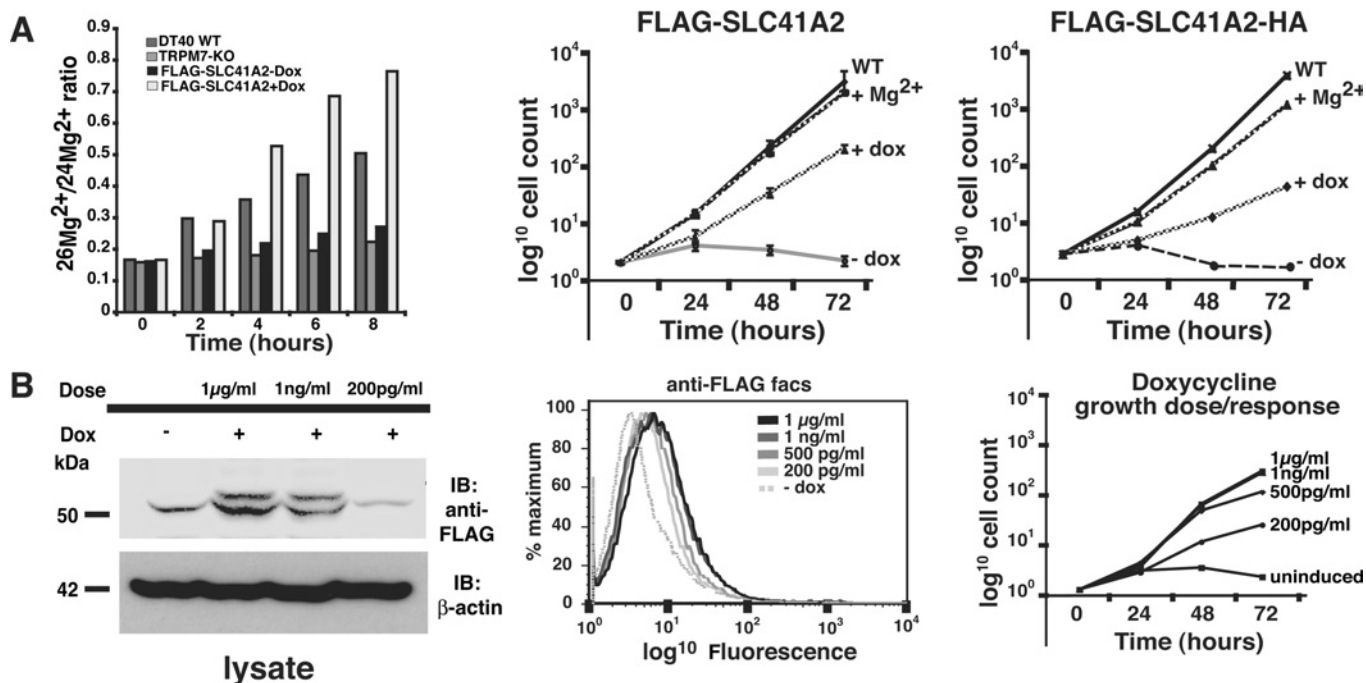 A
26Mg2+/24Mg2+ ratio
0.9
0.8
0.7
0.6
0.5
0.4
0.3
0.2
0.1
DT40 WT
TRPM7-KO
FLAG-SLC41A2-Dox
FLAG-SLC41A2+Dox
0 2 4 6 8
Time (hours)
FLAG-SLC41A2
log10 cell count
10^4
10^3
10^2
10^1
10^0
WT
+ Mg2+
+ dox
- dox
0 24 48 72
Time (hours)
FLAG-SLC41A2-HA
log10 cell count
10^4
10^3
10^2
10^1
10^0
WT
+ Mg2+
+ dox
- dox
0 24 48 72
Time (hours)
B
Dose 1µg/ml 1ng/ml 200pg/ml
Dox - + + +
kDa
50
42
IB:
anti-
FLAG
IB:
β-actin
lysate
anti-FLAG facs
% maximum
100
80
60
40
20
0
1 µg/ml
1 ng/ml
500 pg/ml
200 pg/ml
- dox
10^0 10^1 10^2 10^3 10^4
log10 Fluorescence
Doxycycline
growth dose/response
log10 cell count
10^4
10^3
10^2
10^1
10^0
1µg/ml
1ng/ml
500pg/ml
200pg/ml
uninduced
0 24 48 72
Time (hours)